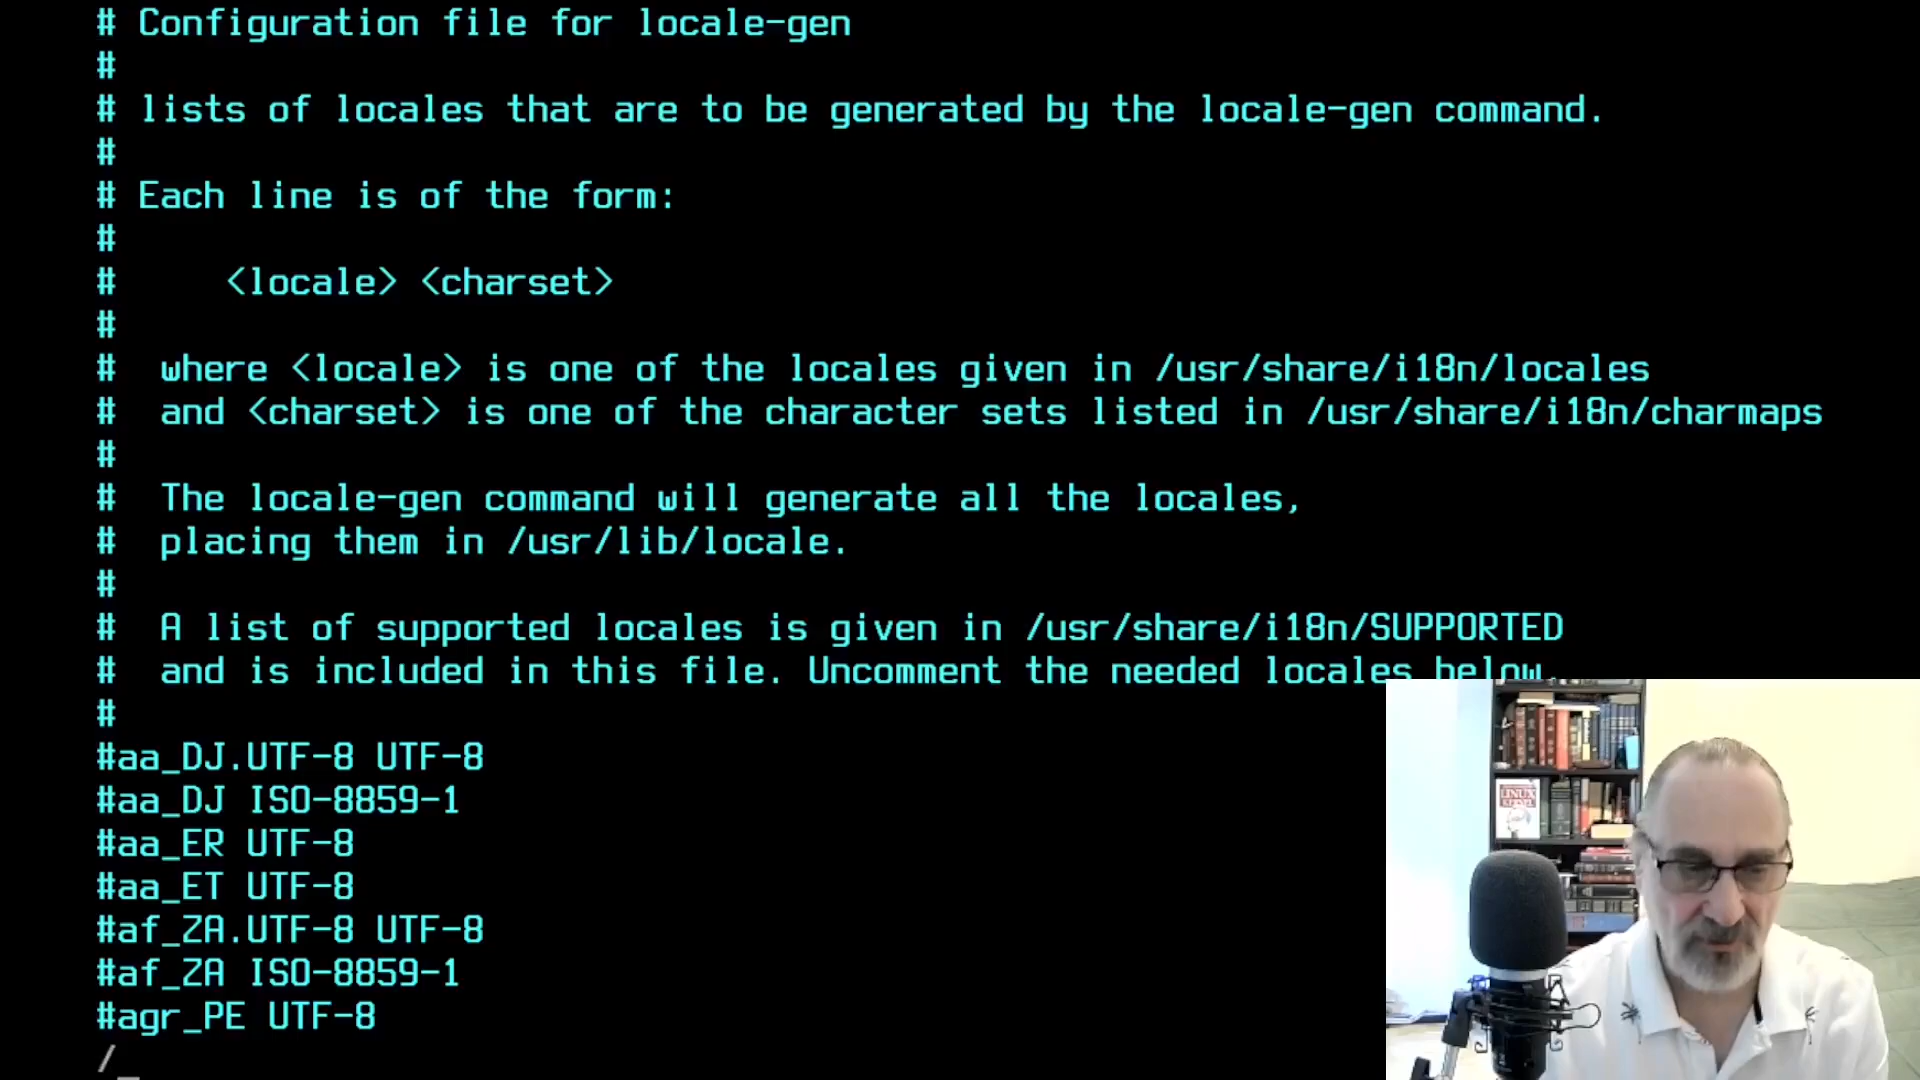 # Configuration file for locale-gen
#
# lists of locales that are to be generated by the locale-gen command.
#
# Each line is of the form:
#
#     <locale> <charset>
#
#  where <locale> is one of the locales given in /usr/share/i18n/locales
#  and <charset> is one of the character sets listed in /usr/share/i18n/charmaps
#
#  The locale-gen command will generate all the locales,
#  placing them in /usr/lib/locale.
#
#  A list of supported locales is given in /usr/share/i18n/SUPPORTED
#  and is included in this file. Uncomment the needed locales below.
#
#aa_DJ.UTF-8 UTF-8
#aa_DJ ISO-8859-1
#aa_ER UTF-8
#aa_ET UTF-8
#af_ZA.UTF-8 UTF-8
#af_ZA ISO-8859-1
#agr_PE UTF-8
/
LINUX
KERNEL